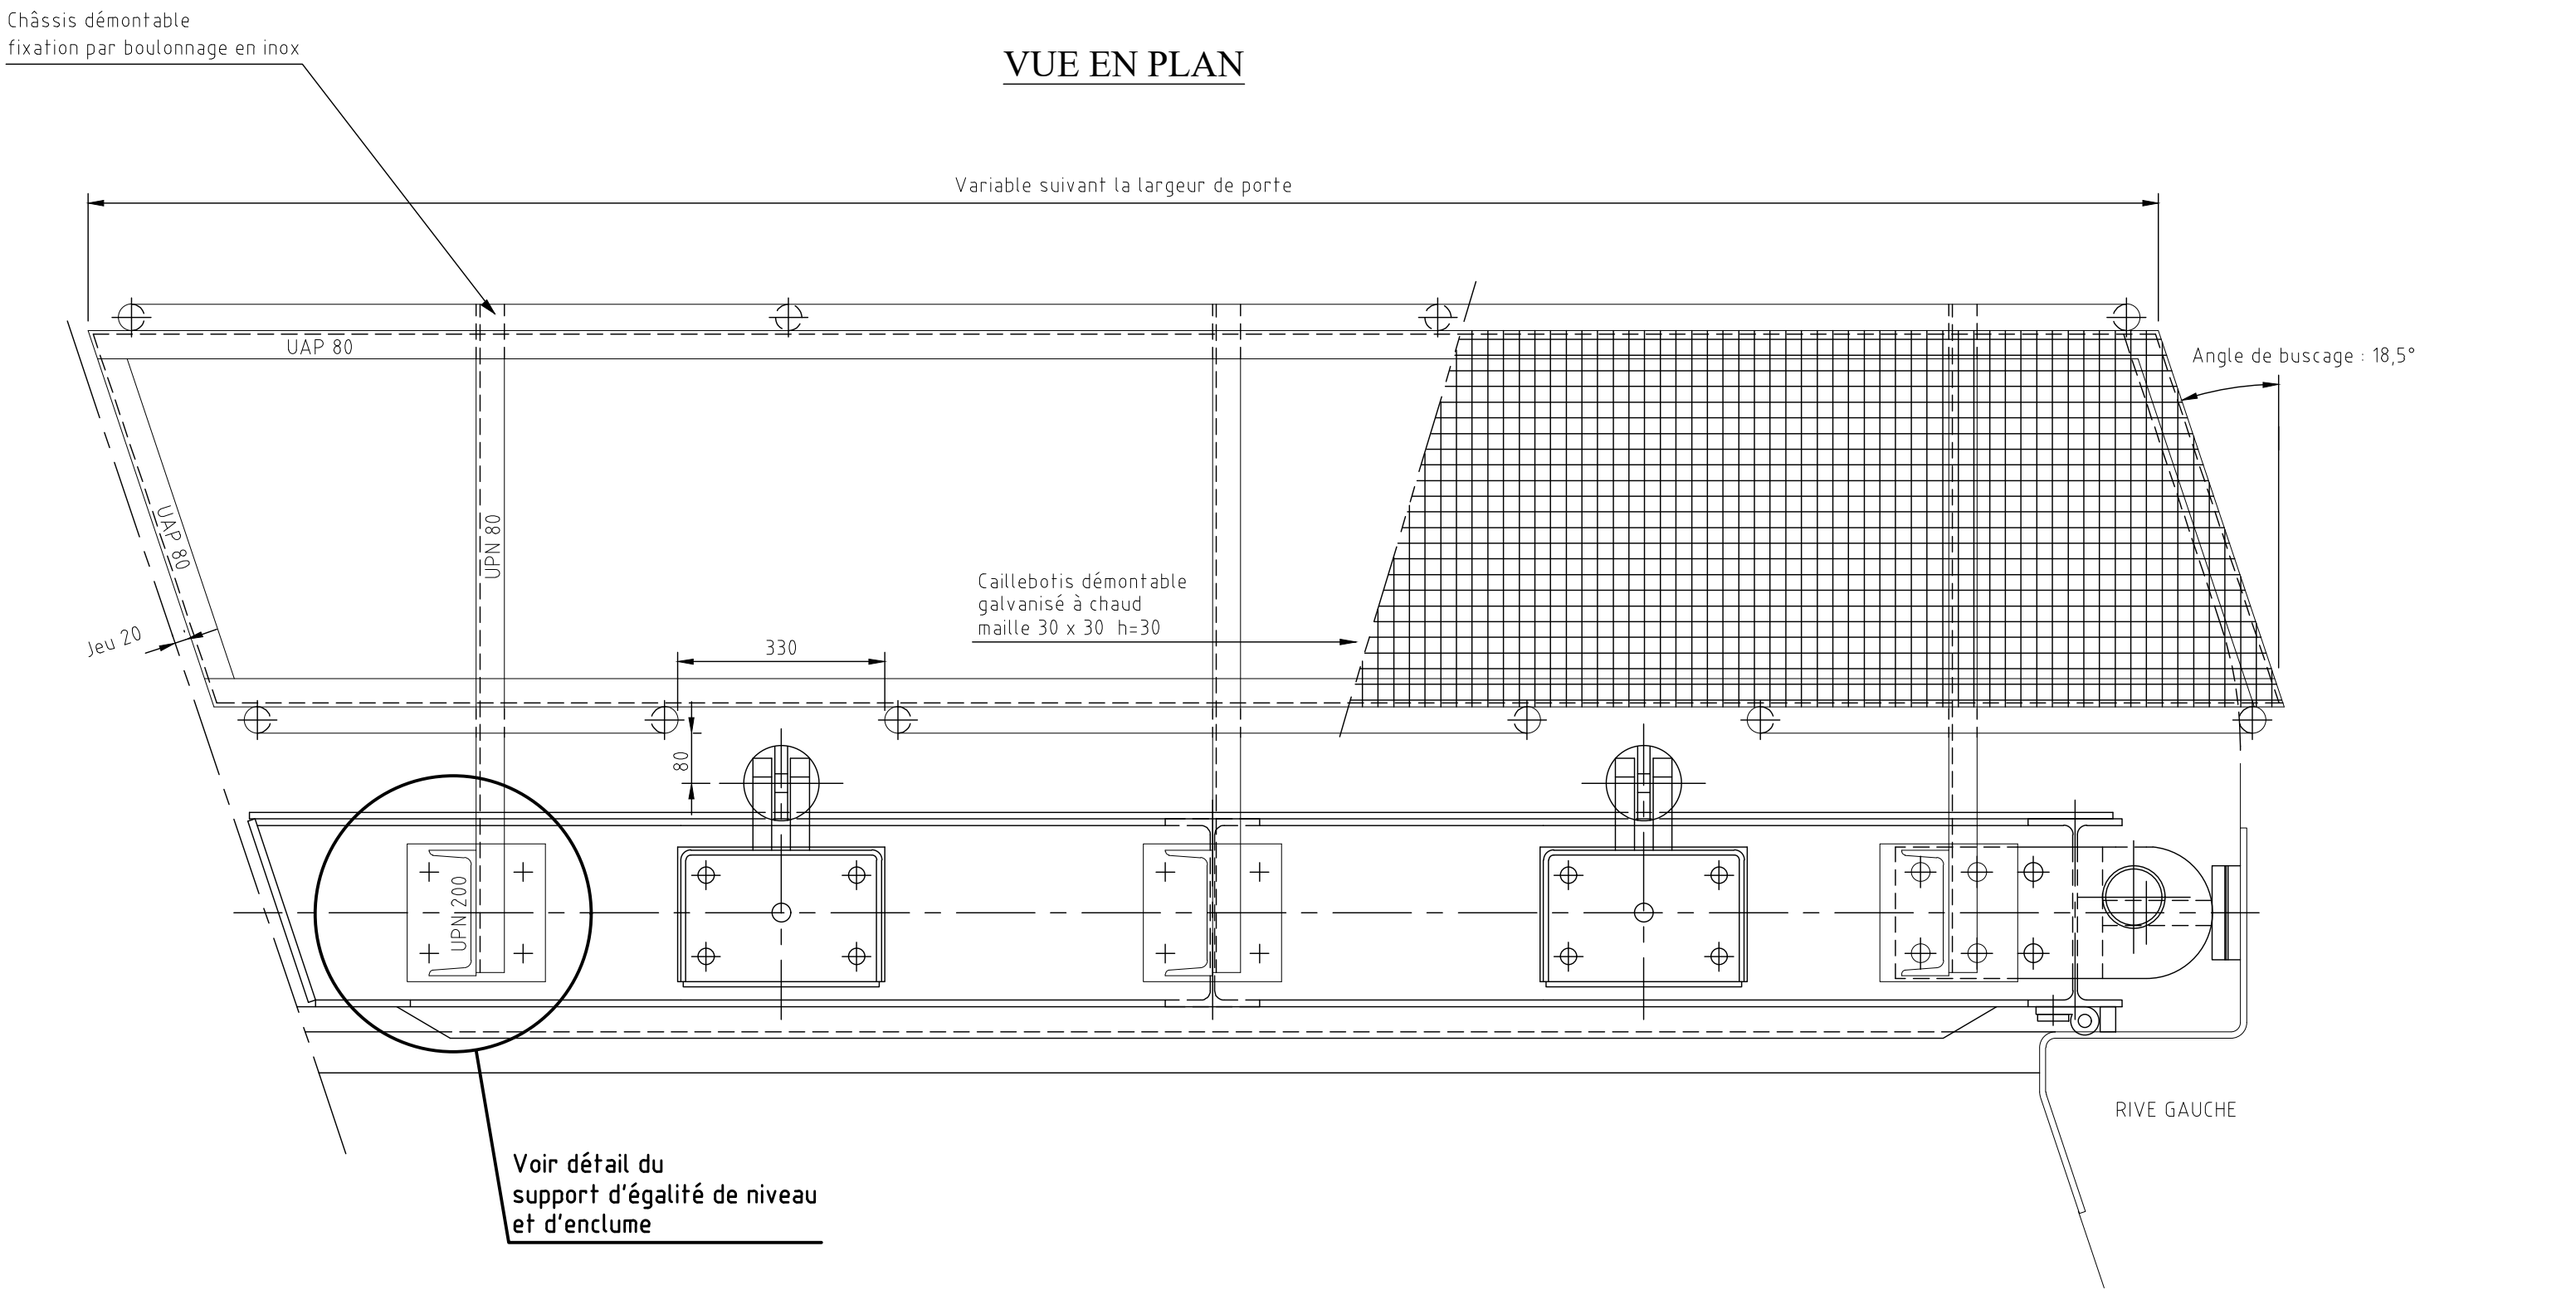 Châssis démontable
fixation par boulonnage en inox
VUE EN PLAN
Variable suivant la largeur de porte
UAP 80
Angle de buscage : 18,5°
UAP 80
UPN 80
Caillebotis démontable
galvanisé à chaud
maille 30 x 30 h=30
Jeu 20
330
80
UPN 200
RIVE GAUCHE
Voir détail du
support d'égalité de niveau
et d'enclume